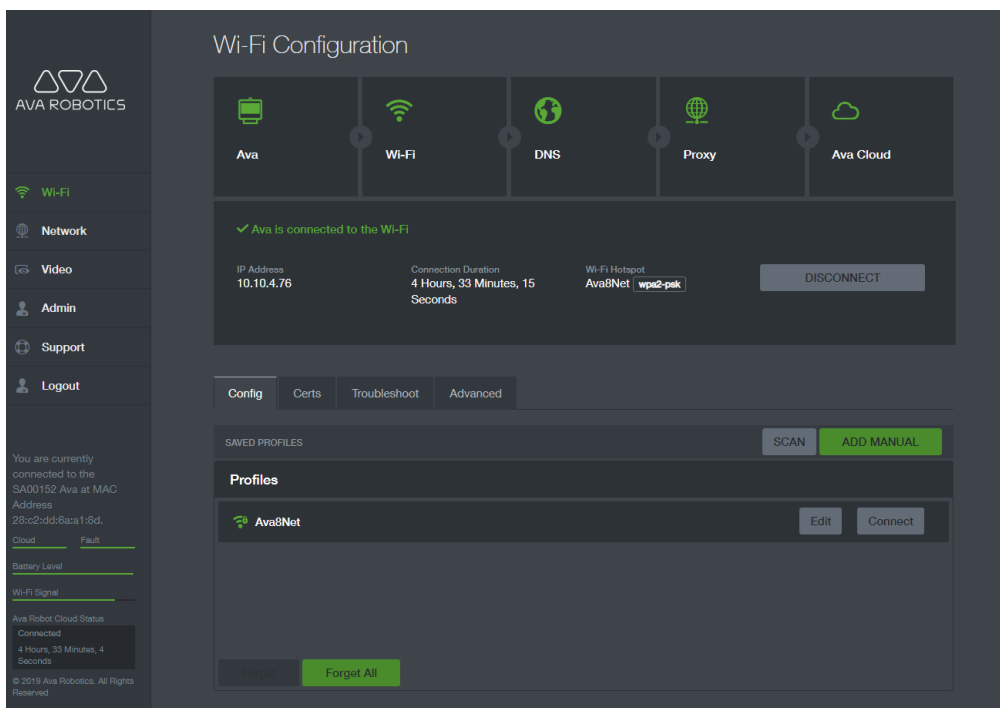 Wi-Fi Configuration
AVA ROBOTICS
Ava
Wi-Fi
DNS
Proxy
Ava Cloud
Wi-Fi
Network
Video
Admin
Support
Logout
Ava is connected to the Wi-Fi
IP Address
10.10.4.76
Connection Duration
4 Hours, 33 Minutes, 15
Seconds
Wi-Fi Hotspot
Ava8Net wpa2-psk
DISCONNECT
Config
Certs
Troubleshoot
Advanced
SAVED PROFILES
SCAN
ADD MANUAL
Profiles
Ava8Net
Edit
Connect
Forget
Forget All
You are currently
connected to the
SA00152 Ava at MAC
Address
28:c2:dd:6a:a1:8d.
Cloud
Fault
Battery Level
Wi-Fi Signal
Ava Robot Cloud Status
Connected
4 Hours, 33 Minutes, 4
Seconds
© 2019 Ava Robotics. All Rights
Reserved